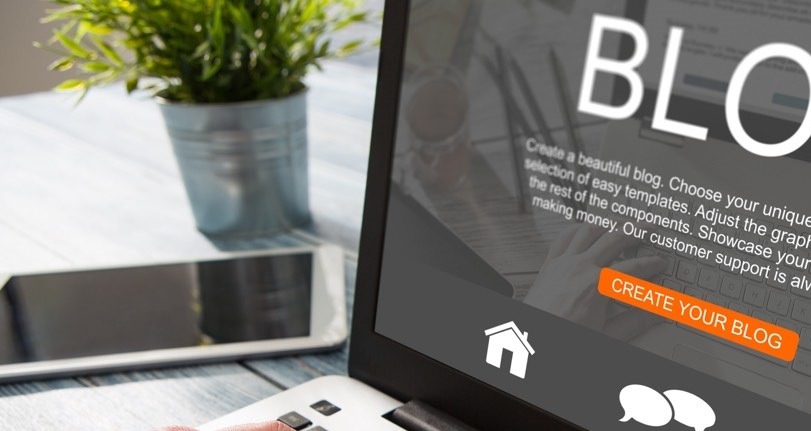 BLO
Create a beautiful blog. Choose your unique
selection of easy templates. Adjust the graph
the rest of the components. Showcase your
making money. Our customer support is alw
CREATE YOUR BLOG